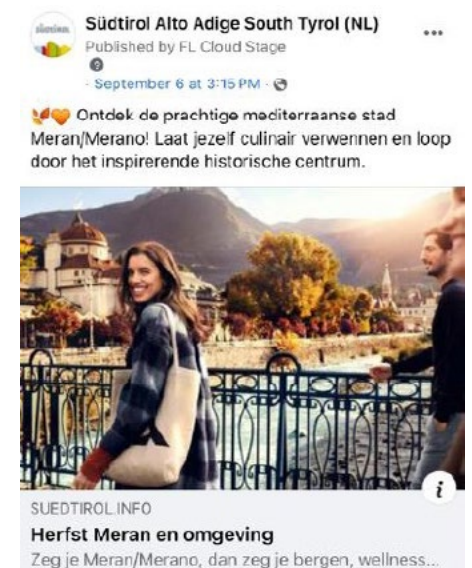 Südtirol Alto Adige South Tyrol (NL)
Published by FL Cloud Stage
· September 6 at 3:15 PM ·
Ontdek de prachtige mediterraanse stad
Meran/Merano! Laat jezelf culinair verwennen en loop
door het inspirerende historische centrum.
SUEDTIROL.INFO
Herfst Meran en omgeving
Zeg je Meran/Merano, dan zeg je bergen, wellness...